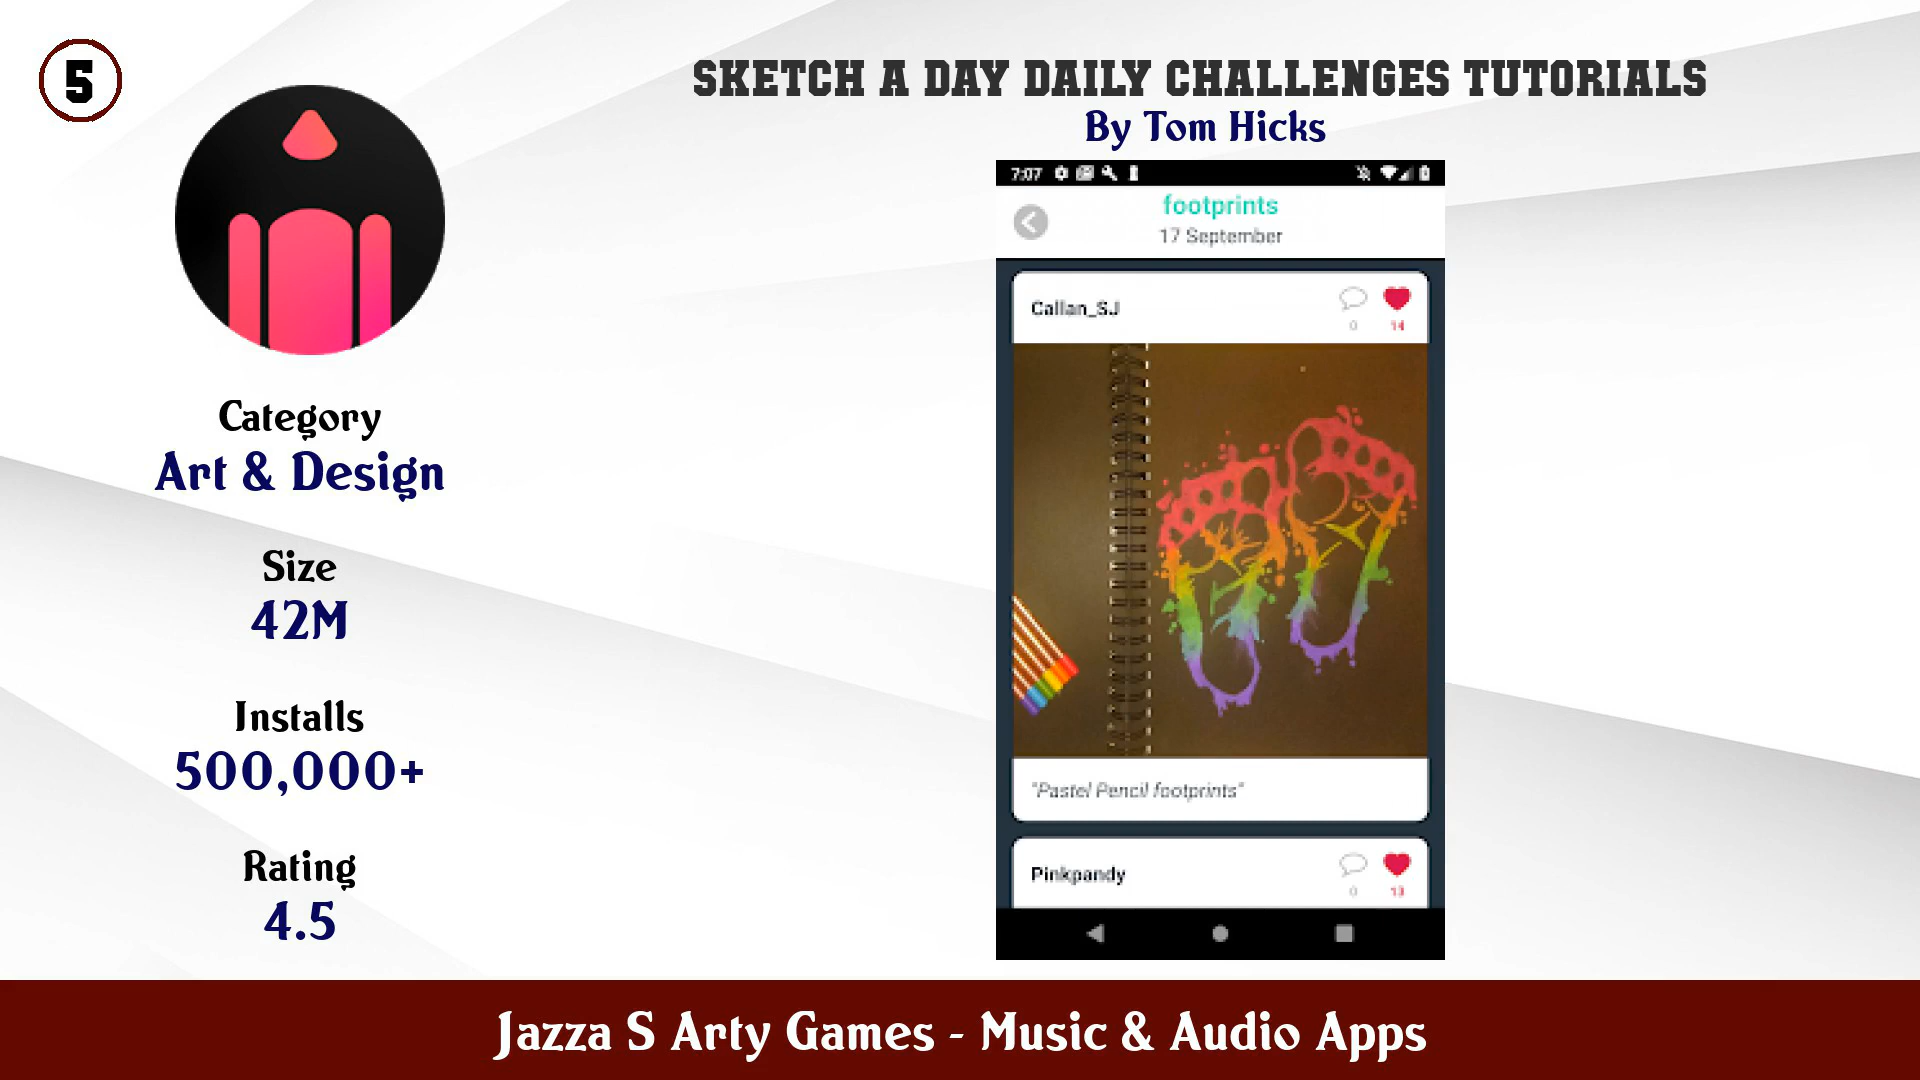 5
SKETCH A DAY DAILY CHALLENGES TUTORIALS
By Tom Hicks
Category
Art & Design
Size
42M
Installs
500,000+
Rating
4.5
7:07
footprints
17 September
Callan_SJ
0
14
"Pastel Pencil footprints"
Pinkpandy
0
13
Jazza S Arty Games - Music & Audio Apps